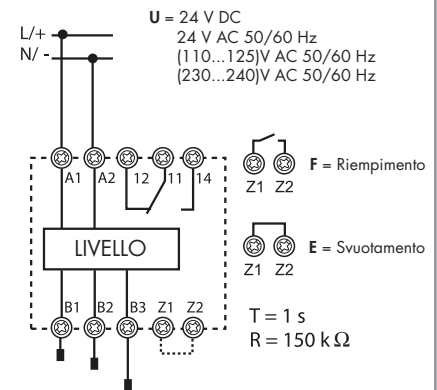 U = 24 V DC
24 V AC 50/60 Hz
(110...125)V AC 50/60 Hz
(230...240)V AC 50/60 Hz
L/+
N/ -
A1 A2 12 11 14
Z1 Z2
F = Riempimento
LIVELLO
Z1 Z2
E = Svuotamento
B1 B2 B3 Z1 Z2
T = 1 s
R = 150 k Ω